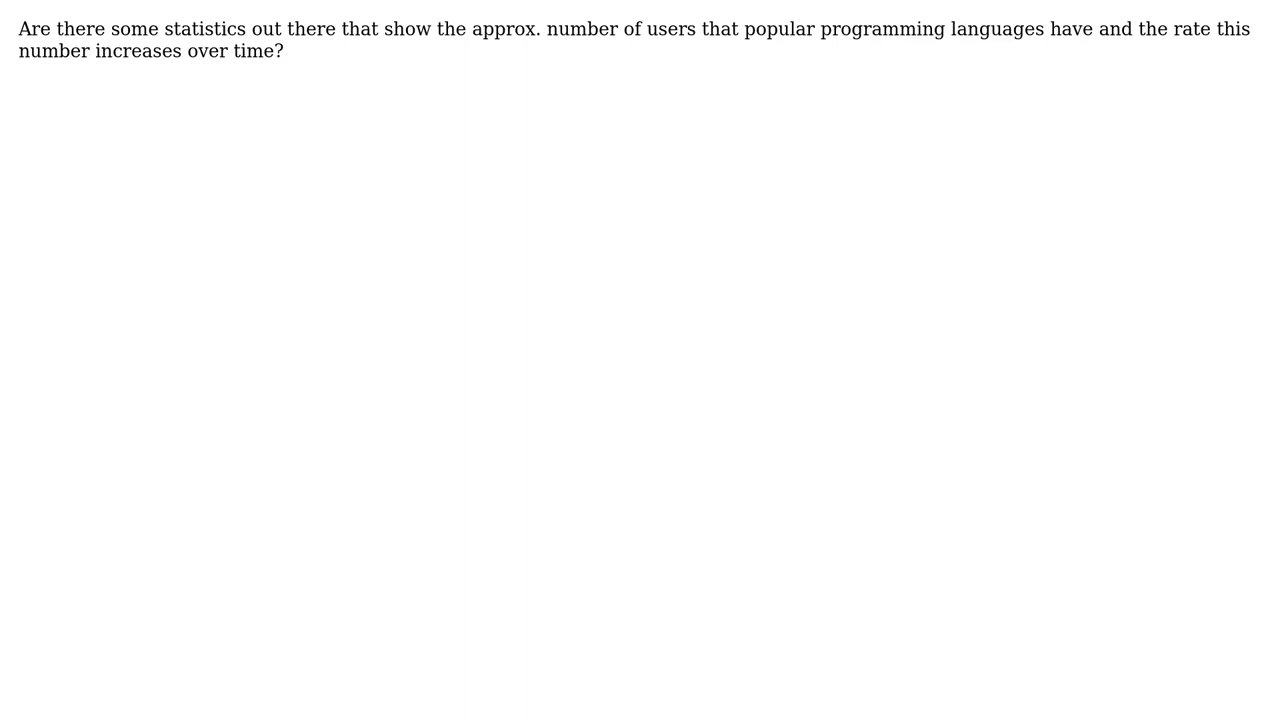 Are there some statistics out there that show the approx. number of users that popular programming languages have and the rate this
number increases over time?